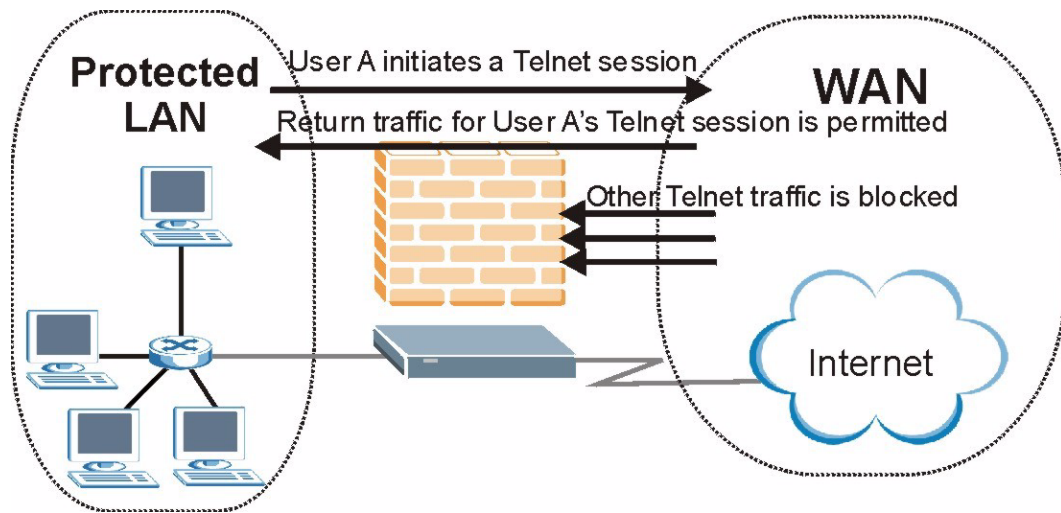 Protected
LAN
User A initiates a Telnet session
WAN
Return traffic for User A's Telnet session is permitted
Other Telnet traffic is blocked
Internet